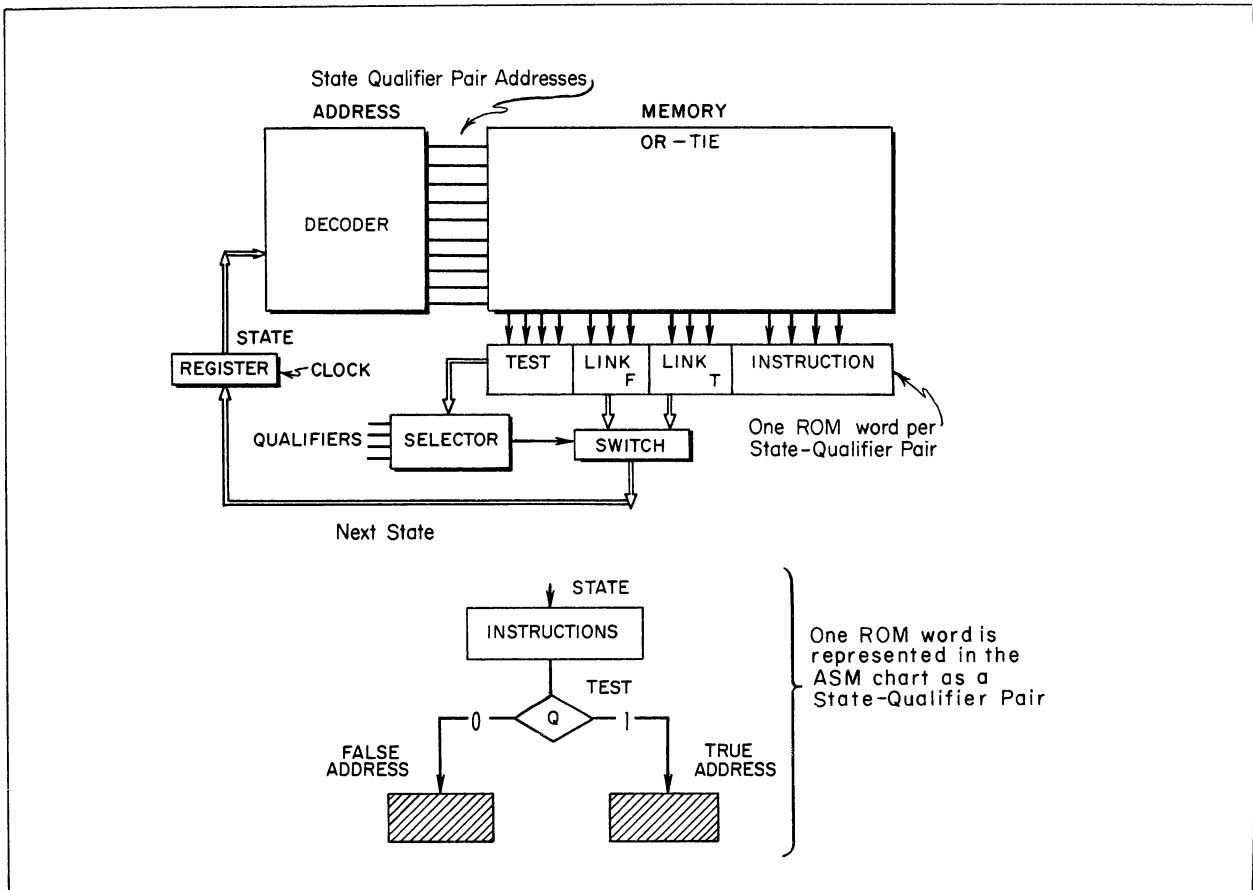 State Qualifier Pair Addresses
ADDRESS
MEMORY
OR-TIE
DECODER
STATE
REGISTER
CLOCK
TEST
LINK F
LINK T
INSTRUCTION
QUALIFIERS
SELECTOR
SWITCH
One ROM word per
State-Qualifier Pair
Next State
STATE
INSTRUCTIONS
TEST
Q
0
1
FALSE
ADDRESS
TRUE
ADDRESS
One ROM word is
represented in the
ASM chart as a
State-Qualifier Pair